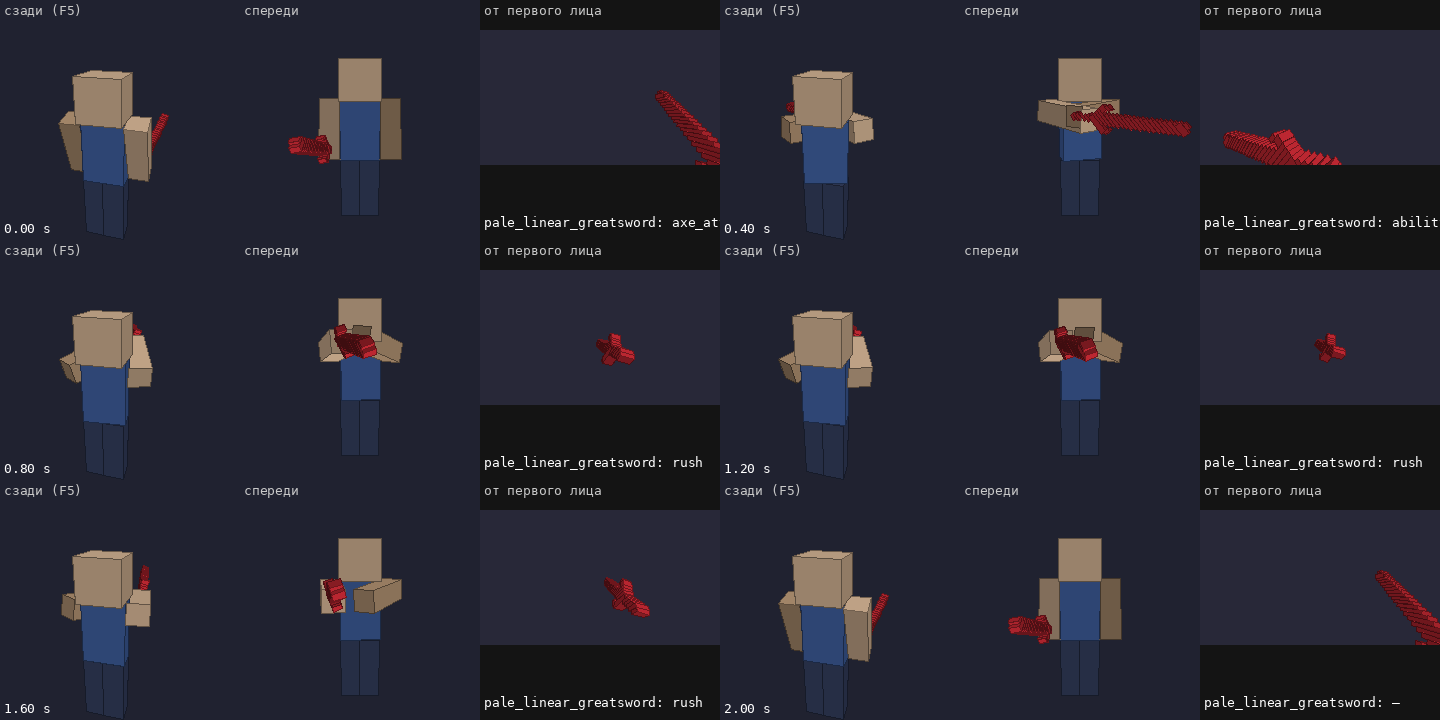 сзади (F5) спереди от первого лица сзади (F5) спереди от первого лица
0.00 s pale_linear_greatsword: axe_at 0.40 s pale_linear_greatsword: abilit
сзади (F5) спереди от первого лица сзади (F5) спереди от первого лица
0.80 s pale_linear_greatsword: rush 1.20 s pale_linear_greatsword: rush
сзади (F5) спереди от первого лица сзади (F5) спереди от первого лица
1.60 s pale_linear_greatsword: rush 2.00 s pale_linear_greatsword: —